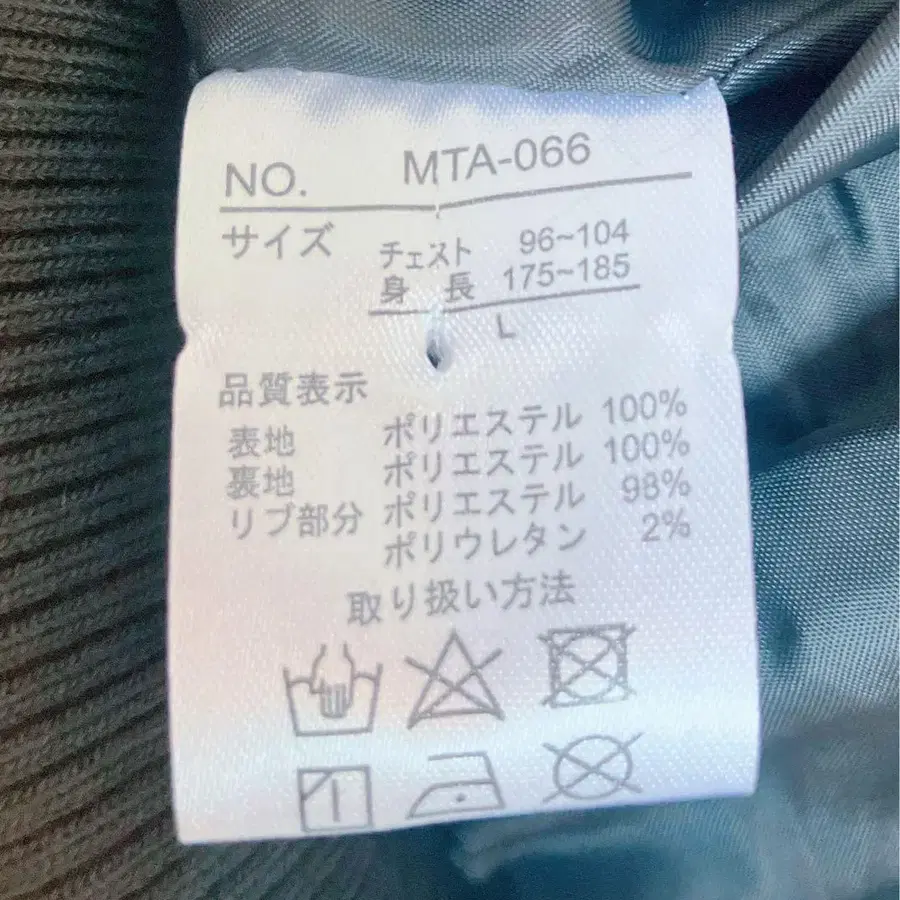 NO. MTA-066
サイズ チェスト 96~104
身長 175~185
L
品質表示
表地 ポリエステル 100%
裏地 ポリエステル 100%
リブ部分 ポリエステル 98%
ポリウレタン 2%
取り扱い方法